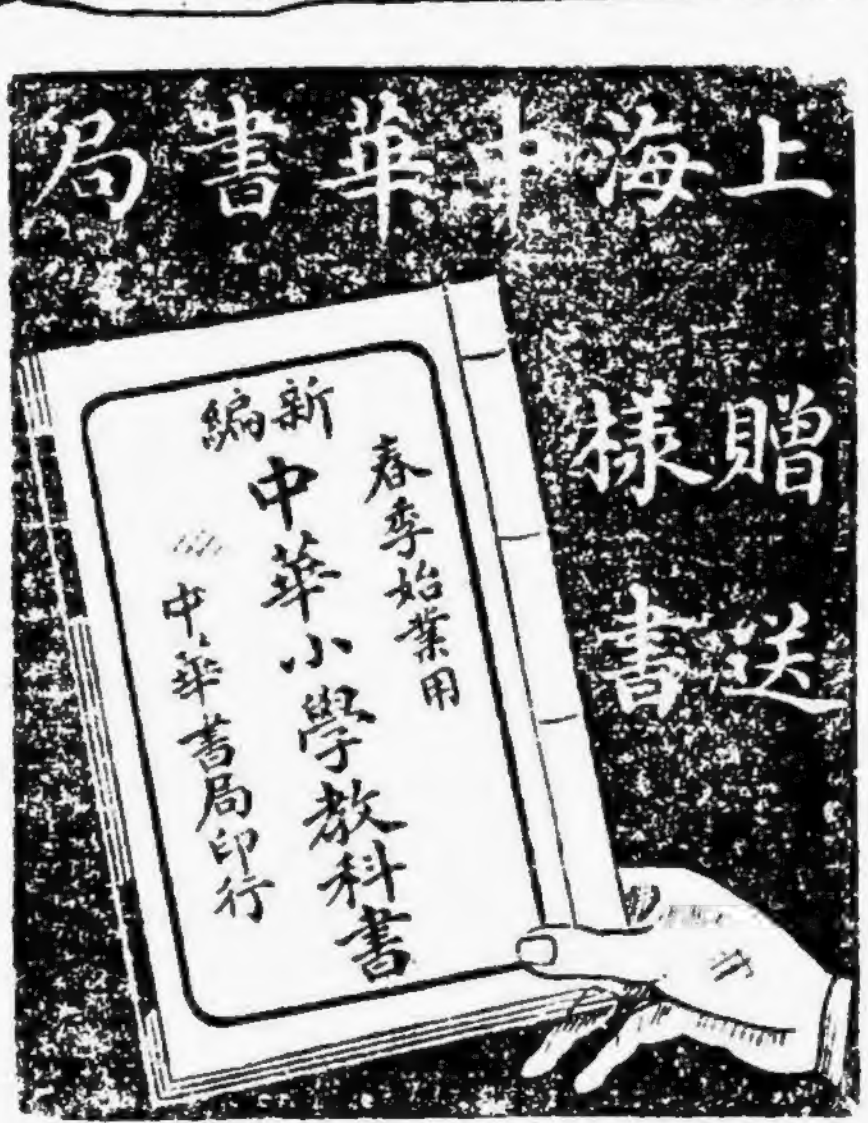 上海中華書局
贈送
樣書
春季始業用
新編
中華小學教科書
中華書局印行